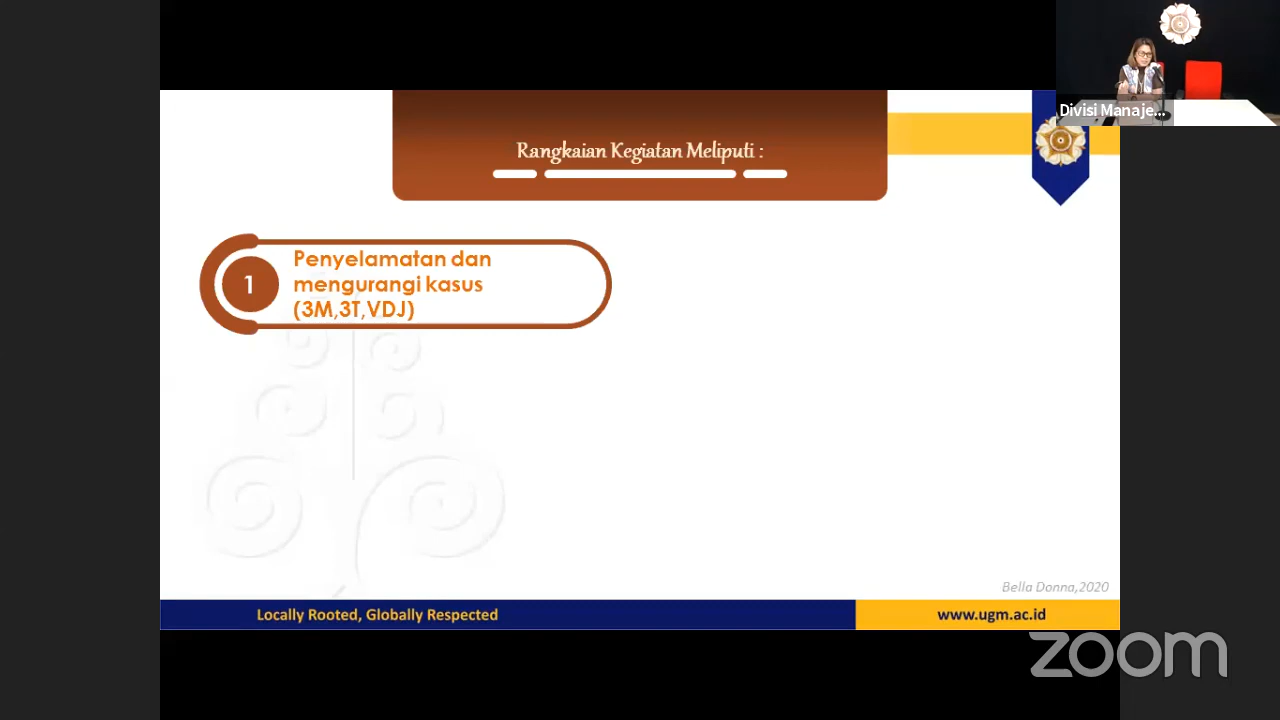 Divisi Manaje...
Rangkaian Kegiatan Meliputi :
1
Penyelamatan dan
mengurangi kasus
(3M,3T,VDJ)
Bella Donna,2020
Locally Rooted, Globally Respected
www.ugm.ac.id
zoom